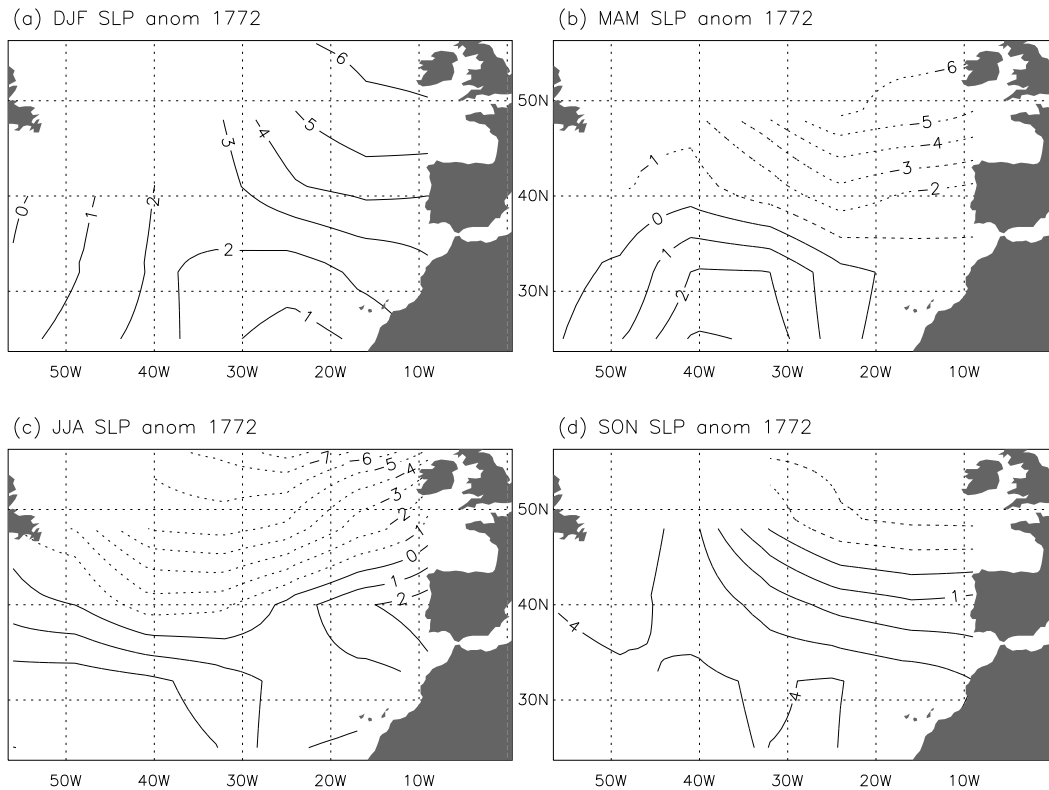 (a) DJF SLP anom 1772
6
5
4
3
2
1
0
2
1
50W 40W 30W 20W 10W
(b) MAM SLP anom 1772
50N
40N
30N
−6
−5
−4
−3
−2
−1
0
1
2
50W 40W 30W 20W 10W
(c) JJA SLP anom 1772
−7
−6
−5
−4
−3
−2
−1
0
1
2
50W 40W 30W 20W 10W
(d) SON SLP anom 1772
50N
40N
30N
1
4
4
50W 40W 30W 20W 10W